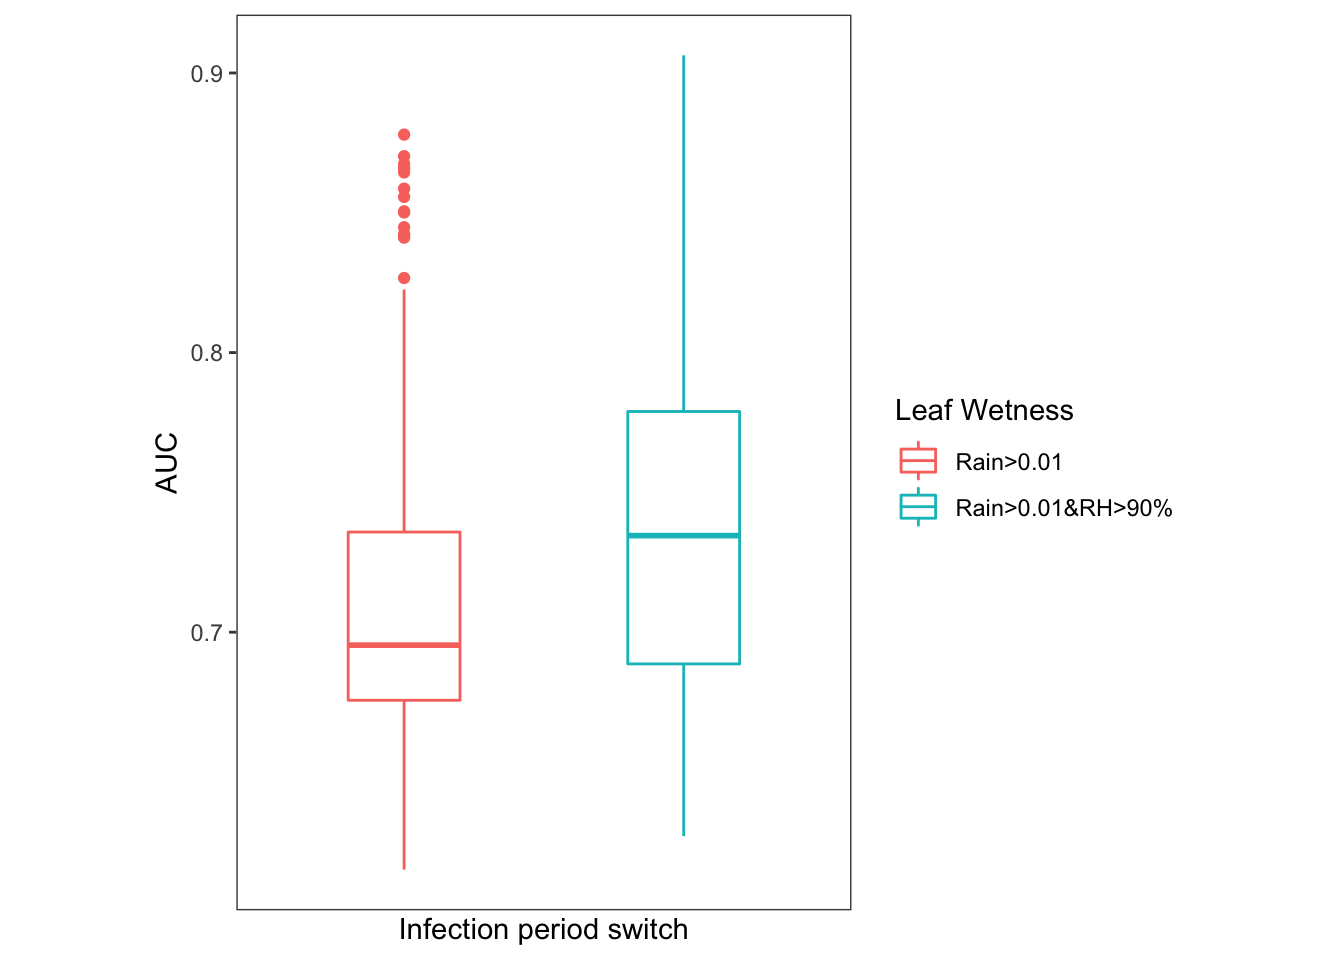 0.9
0.8
0.7
AUC
Infection period switch
Leaf Wetness
Rain>0.01
Rain>0.01&RH>90%